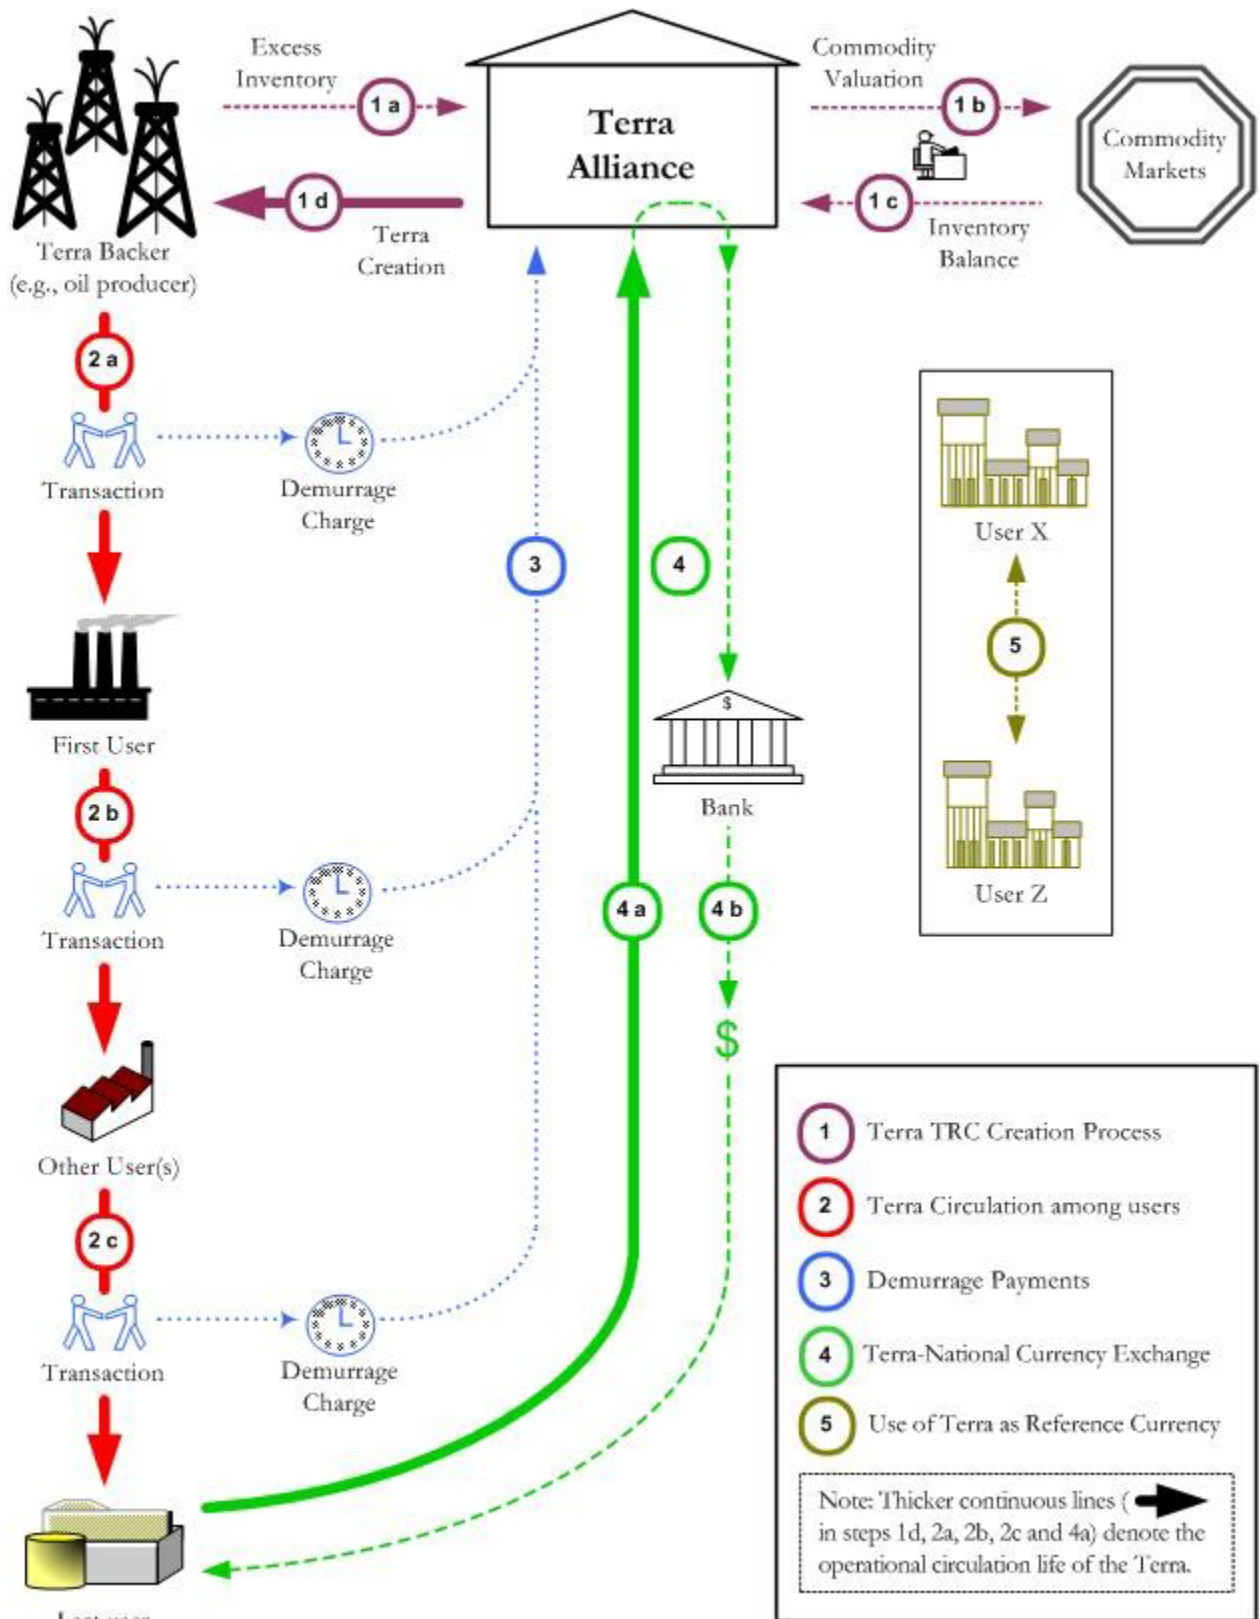 Excess
Inventory
1 a
Terra
Alliance
Commodity
Valuation
1 b
Commodity
Markets
1 d
Terra
Creation
1 c
Inventory
Balance
Terra Backer
(e.g., oil producer)
2 a
Transaction
Demurrage
Charge
3
4
User X
5
User Z
First User
2 b
Transaction
Demurrage
Charge
$
Bank
4 a
4 b
$
Other User(s)
2 c
Transaction
Demurrage
Charge
Last user
1 Terra TRC Creation Process
2 Terra Circulation among users
3 Demurrage Payments
4 Terra-National Currency Exchange
5 Use of Terra as Reference Currency
Note: Thicker continuous lines (
in steps 1d, 2a, 2b, 2c and 4a) denote the
operational circulation life of the Terra.